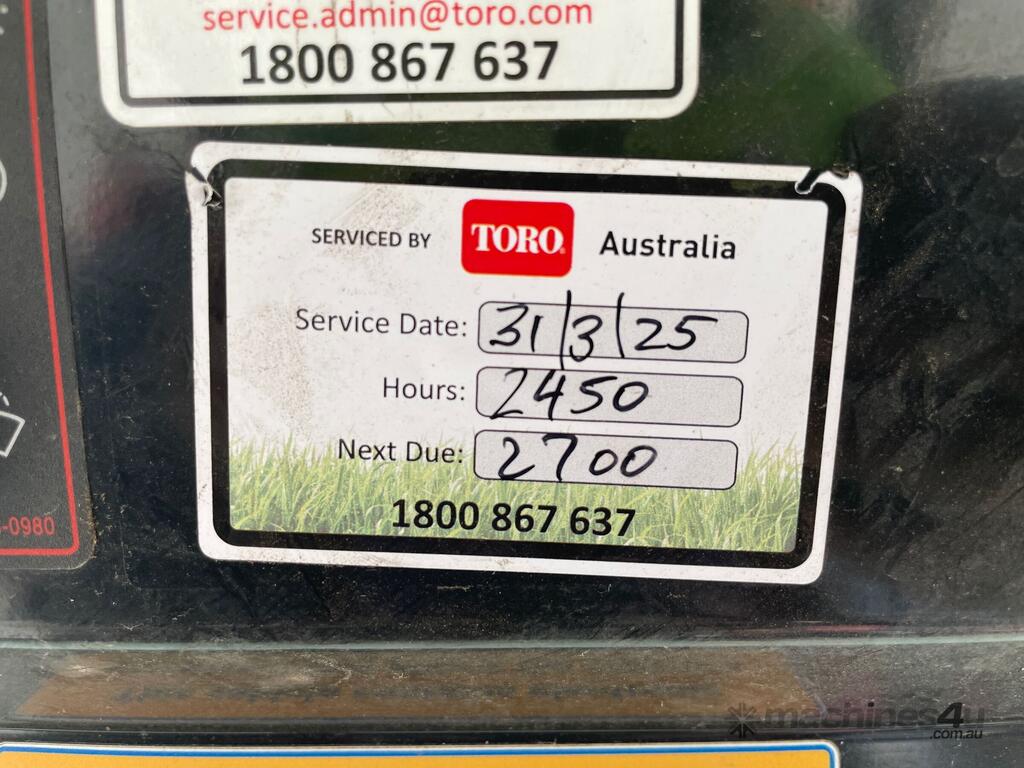 service.admin@toro.com
1800 867 637
SERVICED BY TORO Australia
Service Date: 31/3/25
Hours: 2450
Next Due: 2700
1800 867 637
-0980
machines4u
.com.au